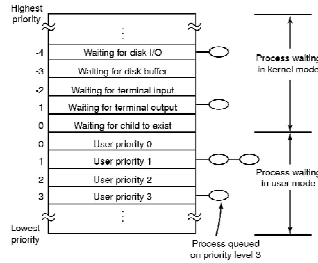 Highest
priority
-4 Waiting for disk I/O
-3 Waiting for disk buffer
-2 Waiting for terminal input
1 Waiting for terminal output
0 Waiting for child to exist
0 User priority 0
1 User priority 1
2 User priority 2
3 User priority 3
Lowest
priority
Process waiting
in kernel mode
Process waiting
in user mode
Process queued
on priority level 3